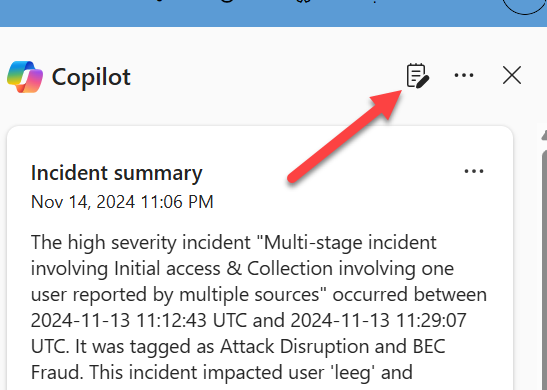 Copilot
Incident summary
Nov 14, 2024 11:06 PM
The high severity incident "Multi-stage incident
involving Initial access & Collection involving one
user reported by multiple sources" occurred between
2024-11-13 11:12:43 UTC and 2024-11-13 11:29:07
UTC. It was tagged as Attack Disruption and BEC
Fraud. This incident impacted user 'leeg' and